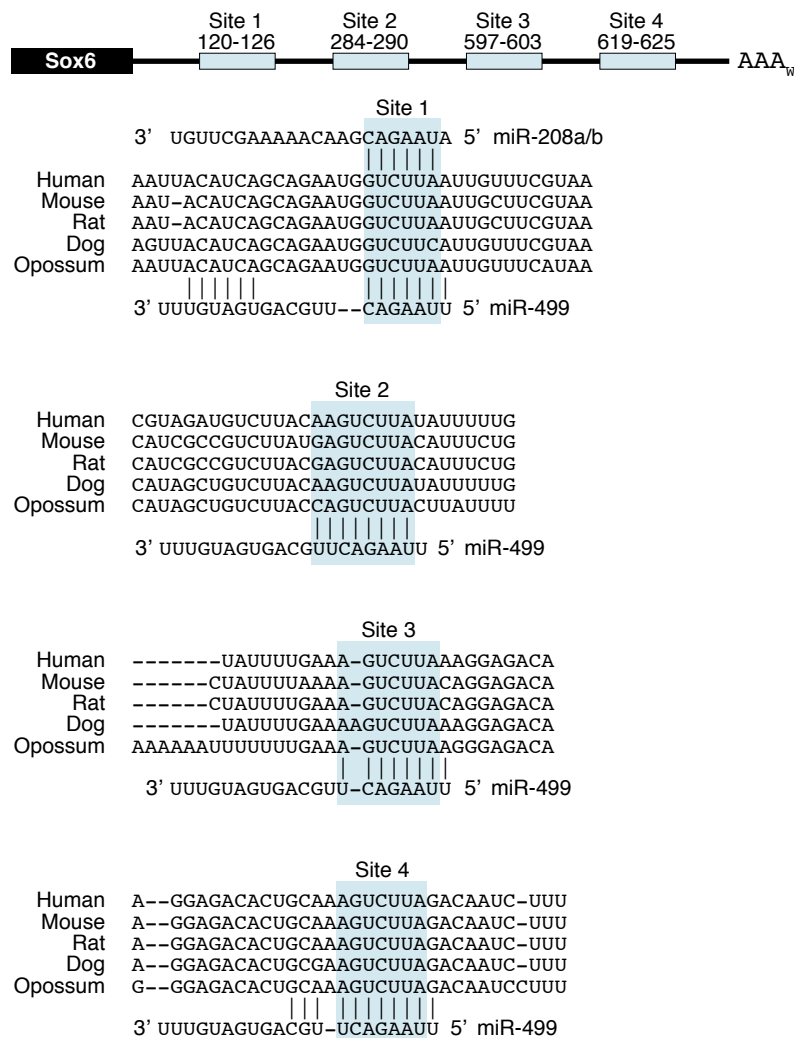 Site 1 Site 2 Site 3 Site 4
120-126 284-290 597-603 619-625
Sox6 AAAW
Site 1
3' UGUUCGAAAAACAAGCAGAAUA 5' miR-208a/b
Human AAUUACAUCAGCAGAAUGGUCUUAAUUGUUUCGUAA
Mouse AAU-ACAUCAGCAGAAUGGUCUUAAUUGCUUCGUAA
Rat AAU-ACAUCAGCAGAAUGGUCUUAAUUGCUUCGUAA
Dog AGUUACAUCAGCAGAAUGGUCUUCAUUGUUUCGUAA
Opossum AAUUACAUCAGCAGAAUGGUCUUAAUUGUUUCAUAA
3' UUUGUAGUGACGUU--CAGAAUU 5' miR-499
Site 2
Human CGUAGAUGUCUUACAAGUCUUAUAUUUUUG
Mouse CAUCGCCGUCUUAUGAGUCUUACAUUUCUG
Rat CAUCGCCGUCUUACGAGUCUUACAUUUCUG
Dog CAUAGCUGUCUUACAAGUCUUAUAUUUUUG
Opossum CAUAGCUGUCUUACCAGUCUUACUUAUUUU
3' UUUGUAGUGACGUUCAGAAUU 5' miR-499
Site 3
Human -------UAUUUUGAAA-GUCUUAAAGGAGACA
Mouse ------CUAUUUUAAAA-GUCUUACAGGAGACA
Rat ------CUAUUUUGAAA-GUCUUACAGGAGACA
Dog -------UAUUUUGAAAAGUCUUAAAGGAGACA
Opossum AAAAAAUUUUUUUGAAA-GUCUUAAGGGAGACA
3' UUUGUAGUGACGUU-CAGAAUU 5' miR-499
Site 4
Human A--GGAGACACUGCAAAGUCUUAGACAAUC-UUU
Mouse A--GGAGACACUGCAAAGUCUUAGACAAUC-UUU
Rat A--GGAGACACUGCAAAGUCUUAGACAAUC-UUU
Dog A--GGAGACACUGCGAAGUCUUAGACAAUC-UUU
Opossum G--GGAGACACUGCAAAGUCUUAGACAAUCCUUU
3' UUUGUAGUGACGU-UCAGAAUU 5' miR-499